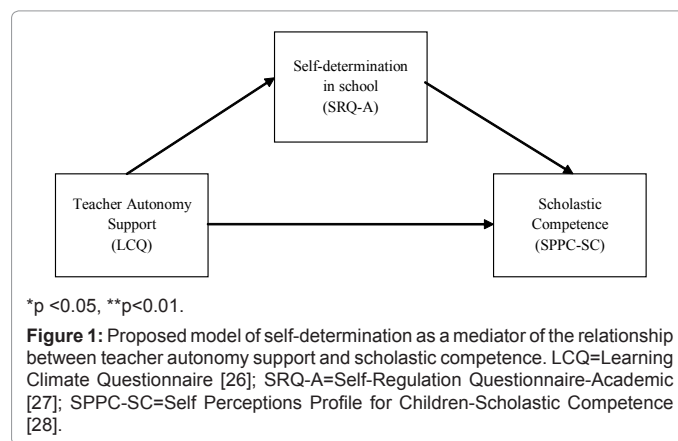 Self-determination
in school
(SRQ-A)
Teacher Autonomy
Support
(LCQ)
Scholastic
Competence
(SPPC-SC)
*p <0.05, **p<0.01.
Figure 1: Proposed model of self-determination as a mediator of the relationship
between teacher autonomy support and scholastic competence. LCQ=Learning
Climate Questionnaire [26]; SRQ-A=Self-Regulation Questionnaire-Academic
[27]; SPPC-SC=Self Perceptions Profile for Children-Scholastic Competence
[28].